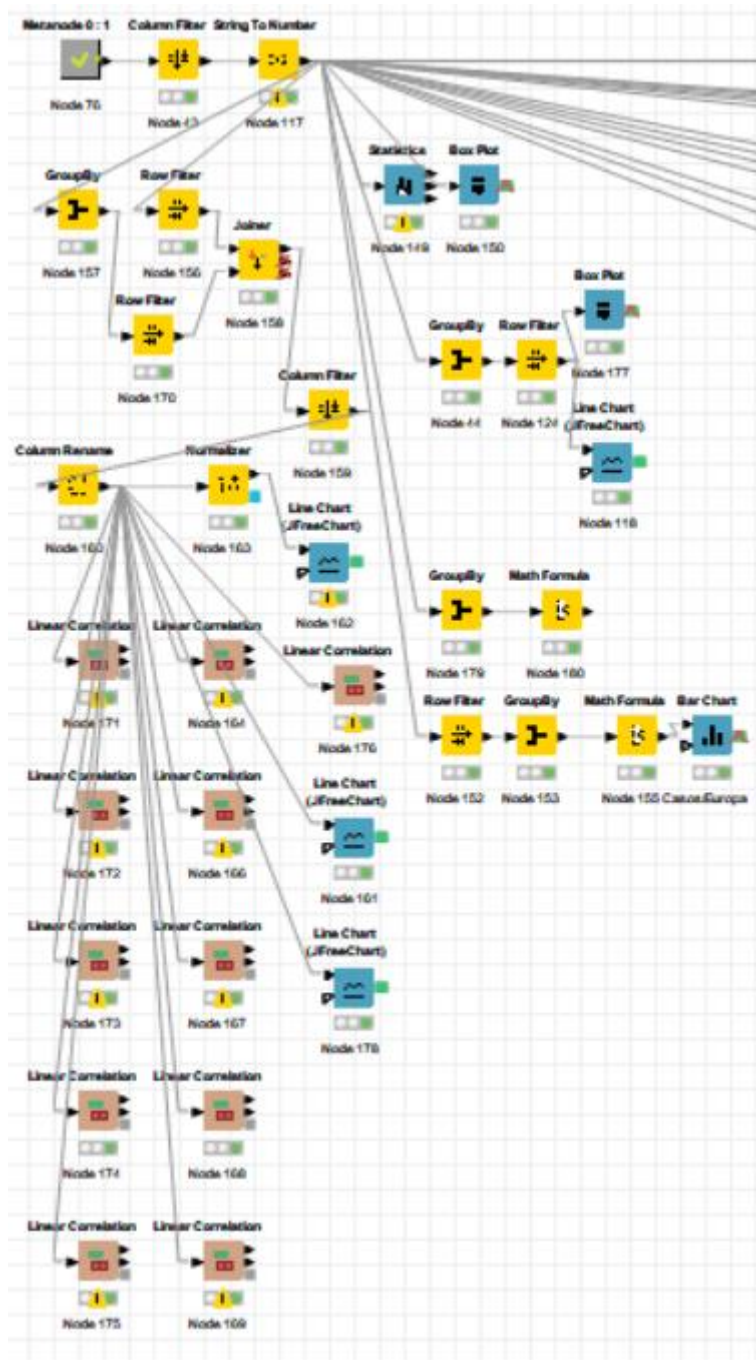 Metanode 0 : 1 Column Filter String To Number
Node 76
Node 117
Statistics Box Plot
GroupBy Row Filter
Joiner
Node 149 Node 150
Node 157 Node 156
Row Filter
Node 158
Box Plot
GroupBy Row Filter
Node 170
Column Filter
Node 177
Node 44 Node 124
Line Chart
(JFreeChart)
Column Rename Normalizer
Node 159
Line Chart
(JFreeChart)
Node 118
Node 163
GroupBy Math Formula
Linear Correlation Linear Correlation
Node 162
Linear Correlation
Node 179 Node 180
Node 171 Node 164
Row Filter GroupBy Math Formula Bar Chart
Node 176
Linear Correlation Linear Correlation
Line Chart
(JFreeChart)
Node 152 Node 153 Node 155 Casos/Europa
Node 172 Node 166
Node 161
Linear Correlation Linear Correlation
Line Chart
(JFreeChart)
Node 173 Node 167
Node 178
Linear Correlation Linear Correlation
Node 174 Node 168
Linear Correlation Linear Correlation
Node 175 Node 169